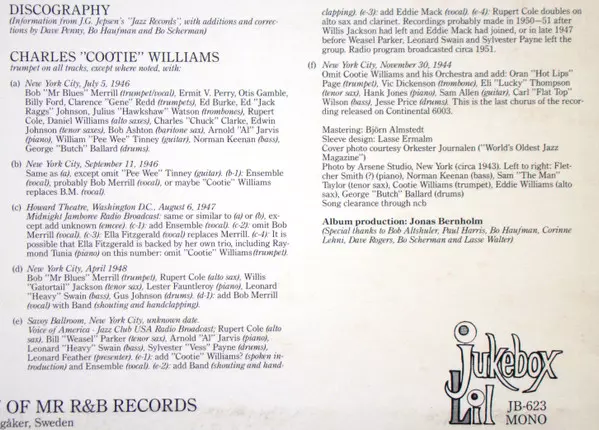 DISCOGRAPHY
(Information from J.G. Jepsen's "Jazz Records", with additions and correc-
tions by Dave Penny, Bo Haufman and Bo Scherman)
CHARLES "COOTIE" WILLIAMS
trumpet on all tracks, except where noted, with:
(a) New York City, July 5, 1946
Bob "Mr Blues" Merrill (trumpet/vocal), Ermit V. Perry, Otis Gamble,
Billy Ford, Clarence "Gene" Redd (trumpets), Ed Burke, Ed "Jack
Raggs" Johnson, Julius "Hawkshaw" Watson (trombones), Rupert
Cole, Daniel Williams (alto saxes), Charles "Chuck" Clarke, Edwin
Johnson (tenor saxes), Bob Ashton (baritone sax), Arnold "Al" Jarvis
(piano), William "Pee Wee" Tinney (guitar), Norman Keenan (bass),
George "Butch" Ballard (drums).
(b) New York City, September 11, 1946
Same as (a), except omit "Pee Wee" Tinney (guitar). (b-1): Ensemble
(vocal), probably Bob Merrill (vocal), or maybe "Cootie" Williams
replaces B.M. (vocal).
(c) Howard Theatre, Washington D.C., August 6, 1947
Midnight Jamboree Radio Broadcast: same or similar to (a) or (b), ex-
cept add unknown (emcee). (c-1): add Ensemble (vocal). (c-2): omit Bob
Merrill (vocal). (c-3): Ella Fitzgerald (vocal) replaces Merrill. (c-4): It is
possible that Ella Fitzgerald is backed by her own trio, including Ray-
mond Tunia (piano) on this number: omit "Cootie" Williams (trumpet).
(d) New York City, April 1948
Bob "Mr Blues" Merrill (trumpet), Rupert Cole (alto sax), Willis
"Gatortail" Jackson (tenor sax), Lester Fauntleroy (piano), Leonard
"Heavy" Swain (bass), Gus Johnson (drums). (d-1): add Bob Merrill
(vocal) with Band (shouting and handclapping).
(e) Savoy Ballroom, New York City, unknown date.
Voice of America - Jazz Club USA Radio Broadcast; Rupert Cole (alto
sax), Bill "Weasel" Parker (tenor sax), Arnold "Al" Jarvis (piano),
Leonard "Heavy" Swain (bass), Sylvester "Vess" Payne (drums),
Leonard Feather (presenter). (e-1): add "Cootie" Williams? (spoken in-
troduction) and Ensemble (vocal). (e-2): add Band (shouting and hand-
clapping). (e-3): add Eddie Mack (vocal). (e-4): Rupert Cole doubles on
alto sax and clarinet. Recordings probably made in 1950—51 after
Willis Jackson had left and Eddie Mack had joined, or in late 1947
before Weasel Parker, Leonard Swain and Sylvester Payne left the
group. Radio program broadcast circa 1951.
(f) New York City, November 30, 1944
Omit Cootie Williams and his Orchestra and add: Oran "Hot Lips"
Page (trumpet), Vic Dickenson (trombone), Eli "Lucky" Thompson
(tenor sax), Hank Jones (piano), Sam Allen (guitar), Carl "Flat Top"
Wilson (bass), Jesse Price (drums). This is the last chorus of the recor-
ding released on Continental 6003.
Mastering: Björn Almstedt
Sleeve design: Lasse Ermalm
Cover photo courtesy Orkester Journalen ("World's Oldest Jazz
Magazine")
Photo by Arsene Studio, New York (circa 1943). Left to right: Flet-
cher Smith (?) (piano), Norman Keenan (bass), Sam "The Man"
Taylor (tenor sax), Cootie Williams (trumpet), Eddie Williams (alto
sax), George "Butch" Ballard (drums)
Song clearance through ncb
Album production: Jonas Bernholm
(Special thanks to Bob Altshuler, Paul Harris, Bo Haufman, Corinne
Lehni, Dave Rogers, Bo Scherman and Lasse Walter)
Jukebox
Lil
JB-623
MONO
OF MR R&B RECORDS
gåker, Sweden